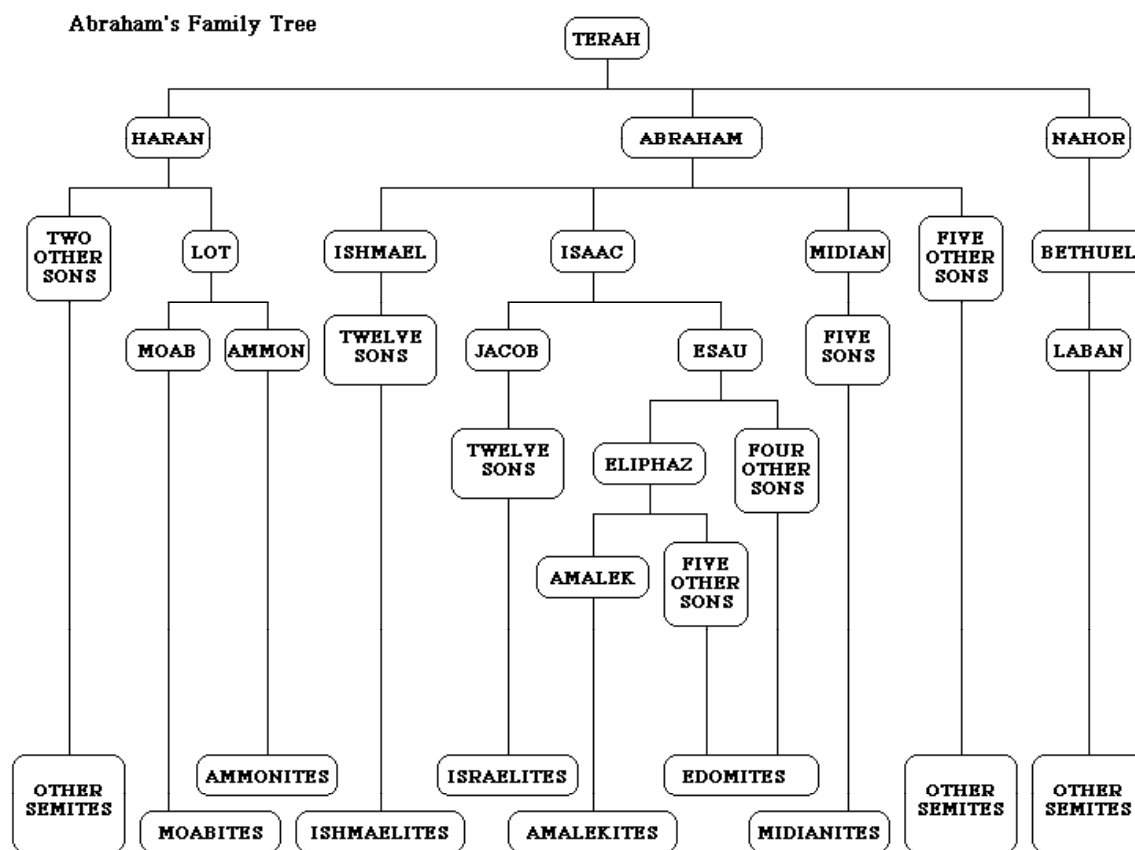 Abraham's Family Tree
TERAH
HARAN
ABRAHAM
NAHOR
TWO
OTHER
SONS
LOT
ISHMAEL
ISAAC
MIDIAN
FIVE
OTHER
SONS
BETHUEL
MOAB
AMMON
TWELVE
SONS
JACOB
ESAU
FIVE
SONS
LABAN
TWELVE
SONS
ELIPHAZ
FOUR
OTHER
SONS
AMALEK
FIVE
OTHER
SONS
OTHER
SEMITES
AMMONITES
ISRAELITES
EDOMITES
OTHER
SEMITES
OTHER
SEMITES
MOABITES
ISHMAELITES
AMALEKITES
MIDIANITES